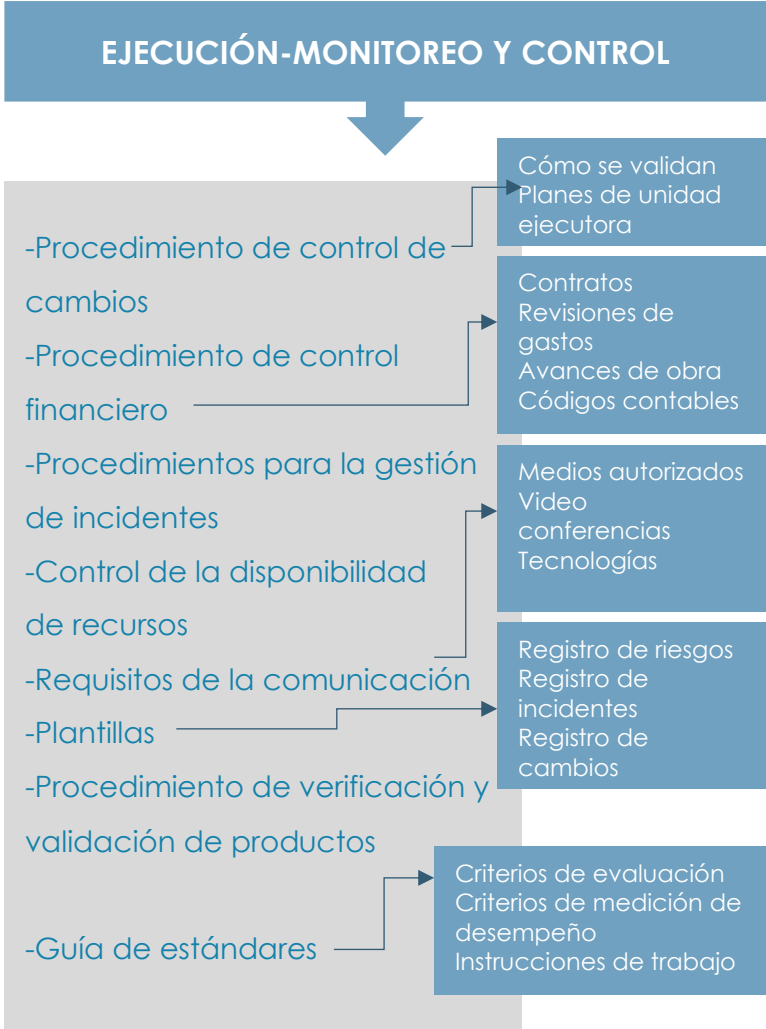 EJECUCIÓN-MONITOREO Y CONTROL
-Procedimiento de control de
cambios
-Procedimiento de control
financiero
-Procedimientos para la gestión
de incidentes
-Control de la disponibilidad
de recursos
-Requisitos de la comunicación
-Plantillas
-Procedimiento de verificación y
validación de productos
-Guía de estándares
Cómo se validan
Planes de unidad
ejecutora
Contratos
Revisiones de
gastos
Avances de obra
Códigos contables
Medios autorizados
Video
conferencias
Tecnologías
Registro de riesgos
Registro de
incidentes
Registro de
cambios
Criterios de evaluación
Criterios de medición de
desempeño
Instrucciones de trabajo